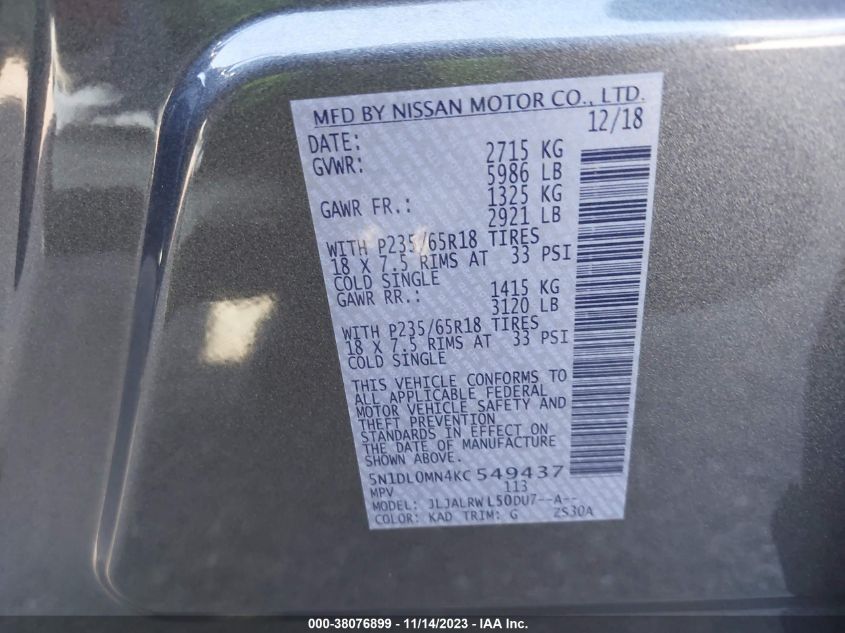 MFD BY NISSAN MOTOR CO., LTD.
DATE: 12/18
GVWR: 2715 KG
5986 LB
GAWR FR.: 1325 KG
2921 LB
WITH P235/65R18 TIRES
18 X 7.5 RIMS AT 33 PSI
COLD SINGLE
GAWR RR.: 1415 KG
3120 LB
WITH P235/65R18 TIRES
18 X 7.5 RIMS AT 33 PSI
COLD SINGLE
THIS VEHICLE CONFORMS TO
ALL APPLICABLE FEDERAL
MOTOR VEHICLE SAFETY AND
THEFT PREVENTION
STANDARDS IN EFFECT ON
THE DATE OF MANUFACTURE
SHOWN ABOVE.
5N1DL0MN4KC549437
MPV 113
MODEL: JLJALRWL50DU7--A--
COLOR: KAD TRIM: G ZS30A
000-38076899 - 11/14/2023 - IAA Inc.